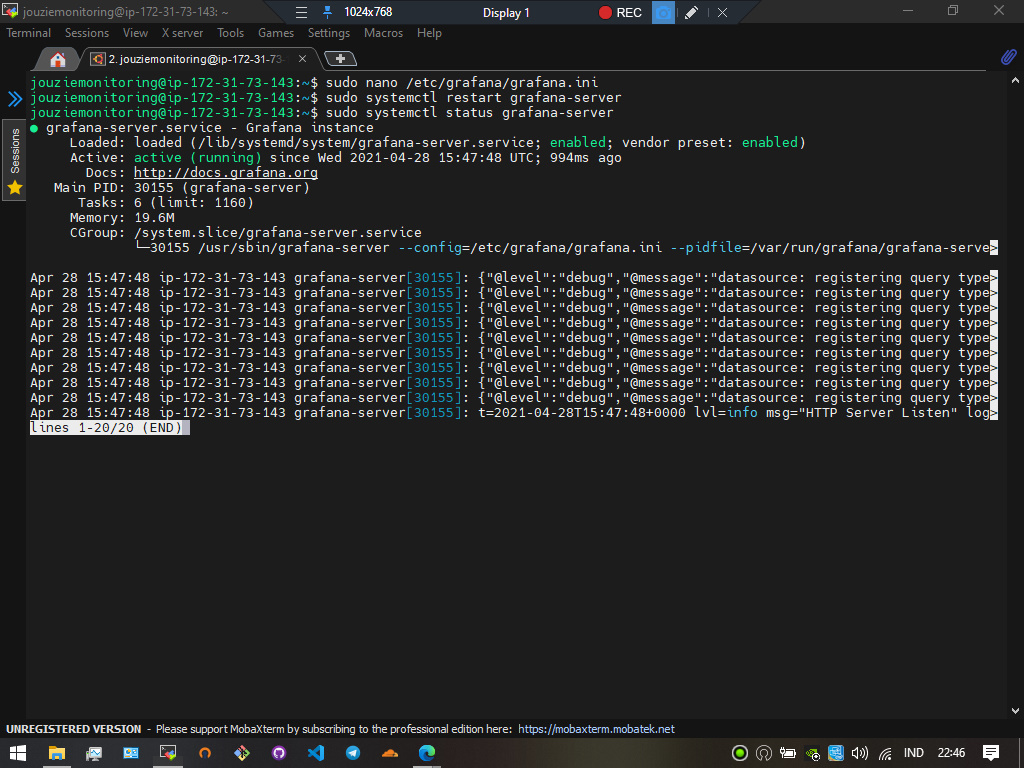 jouziemonitoring@ip-172-31-73-143: ~
1024x768
Display 1
REC
Terminal Sessions View X server Tools Games Settings Macros Help
2. jouziemonitoring@ip-172-31-73-
Sessions
jouziemonitoring@ip-172-31-73-143:~$ sudo nano /etc/grafana/grafana.ini
jouziemonitoring@ip-172-31-73-143:~$ sudo systemctl restart grafana-server
jouziemonitoring@ip-172-31-73-143:~$ sudo systemctl status grafana-server
● grafana-server.service - Grafana instance
Loaded: loaded (/lib/systemd/system/grafana-server.service; enabled; vendor preset: enabled)
Active: active (running) since Wed 2021-04-28 15:47:48 UTC; 994ms ago
Docs: http://docs.grafana.org
Main PID: 30155 (grafana-server)
Tasks: 6 (limit: 1160)
Memory: 19.6M
CGroup: /system.slice/grafana-server.service
└─30155 /usr/sbin/grafana-server --config=/etc/grafana/grafana.ini --pidfile=/var/run/grafana/grafana-serve>
Apr 28 15:47:48 ip-172-31-73-143 grafana-server[30155]: {"@level":"debug","@message":"datasource: registering query type>
Apr 28 15:47:48 ip-172-31-73-143 grafana-server[30155]: {"@level":"debug","@message":"datasource: registering query type>
Apr 28 15:47:48 ip-172-31-73-143 grafana-server[30155]: {"@level":"debug","@message":"datasource: registering query type>
Apr 28 15:47:48 ip-172-31-73-143 grafana-server[30155]: {"@level":"debug","@message":"datasource: registering query type>
Apr 28 15:47:48 ip-172-31-73-143 grafana-server[30155]: {"@level":"debug","@message":"datasource: registering query type>
Apr 28 15:47:48 ip-172-31-73-143 grafana-server[30155]: {"@level":"debug","@message":"datasource: registering query type>
Apr 28 15:47:48 ip-172-31-73-143 grafana-server[30155]: {"@level":"debug","@message":"datasource: registering query type>
Apr 28 15:47:48 ip-172-31-73-143 grafana-server[30155]: {"@level":"debug","@message":"datasource: registering query type>
Apr 28 15:47:48 ip-172-31-73-143 grafana-server[30155]: {"@level":"debug","@message":"datasource: registering query type>
Apr 28 15:47:48 ip-172-31-73-143 grafana-server[30155]: t=2021-04-28T15:47:48+0000 lvl=info msg="HTTP Server Listen" log>
lines 1-20/20 (END)
UNREGISTERED VERSION - Please support MobaXterm by subscribing to the professional edition here: https://mobaxterm.mobatek.net
IND 22:46